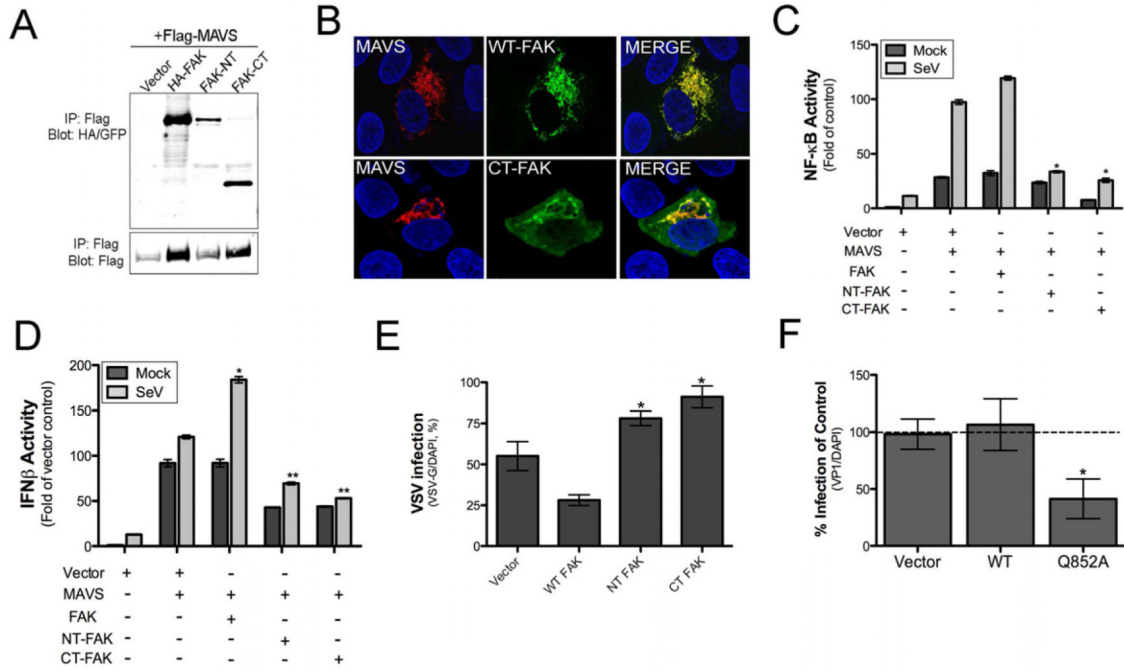 A
+Flag-MAVS
Vector HA-FAK FAK-NT FAK-CT
IP: Flag
Blot: HA/GFP
IP: Flag
Blot: Flag
B
MAVS WT-FAK MERGE
MAVS CT-FAK MERGE
C
Mock
SeV
NF-κB Activity
(Fold of control)
150
100
50
0
* *
Vector + + - - -
MAVS - + + + +
FAK - - + - -
NT-FAK - - - + -
CT-FAK - - - - +
D
Mock
SeV
IFNβ Activity
(Fold of vector control)
200
150
100
50
0
* ** **
Vector + + - - -
MAVS - + + + +
FAK - - + - -
NT-FAK - - - + -
CT-FAK - - - - +
E
VSV infection
(VSV-G/DAPI, %)
100
75
50
25
0
* *
Vector WT FAK NT FAK CT FAK
F
% Infection of Control
(VP1/DAPI)
150
100
50
0
*
Vector WT Q852A